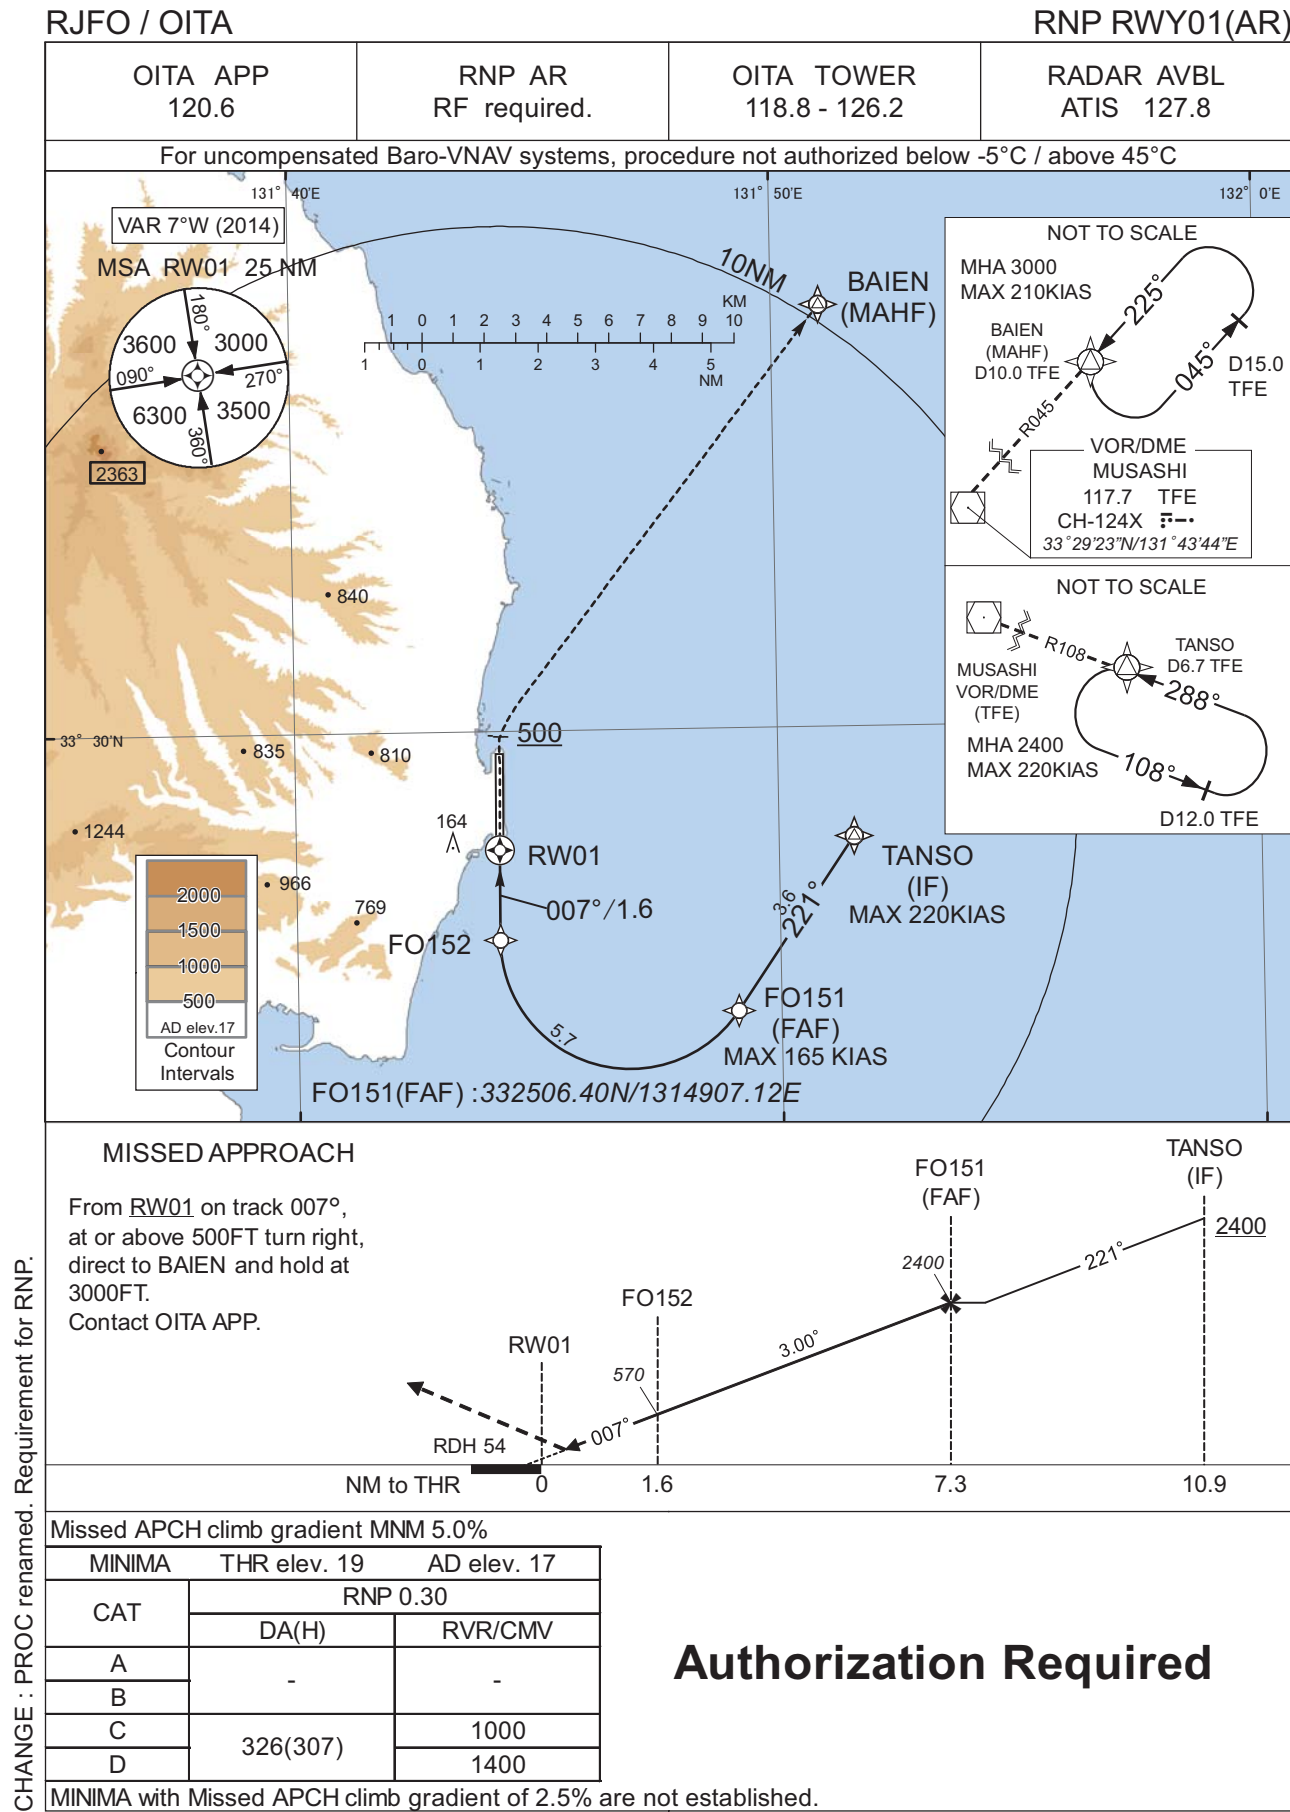 RJFO / OITA
RNP RWY01(AR)
OITA APP
120.6
RNP AR
RF required.
OITA TOWER
118.8 - 126.2
RADAR AVBL
ATIS 127.8
For uncompensated Baro-VNAV systems, procedure not authorized below -5°C / above 45°C
131° 40'E
131° 50'E
132° 0'E
VAR 7°W (2014)
MSA RW01 25 NM
180°
3600
3000
090°
270°
6300
3500
360°
2363
10NM
KM
1 0 1 2 3 4 5 6 7 8 9 10
1 0 1 2 3 4 5
NM
BAIEN
(MAHF)
NOT TO SCALE
MHA 3000
MAX 210KIAS
225°
BAIEN
(MAHF)
D10.0 TFE
045°
D15.0
TFE
R045
VOR/DME
MUSASHI
117.7 TFE
CH-124X
33°29'23"N/131°43'44"E
NOT TO SCALE
R108
TANSO
D6.7 TFE
MUSASHI
VOR/DME
(TFE)
288°
MHA 2400
MAX 220KIAS
108°
D12.0 TFE
840
33° 30'N
835
810
500
1244
164
RW01
TANSO
(IF)
MAX 220KIAS
966
769
007°/1.6
3.6
221°
FO152
FO151
(FAF)
MAX 165 KIAS
5.7
2000
1500
1000
500
AD elev.17
Contour
Intervals
FO151(FAF) :332506.40N/1314907.12E
MISSED APPROACH
From RW01 on track 007°,
at or above 500FT turn right,
direct to BAIEN and hold at
3000FT.
Contact OITA APP.
TANSO
(IF)
FO151
(FAF)
2400
2400
221°
FO152
3.00°
RW01
570
007°
RDH 54
NM to THR 0 1.6 7.3 10.9
Missed APCH climb gradient MNM 5.0%
MINIMA THR elev. 19 AD elev. 17
CAT
RNP 0.30
DA(H) RVR/CMV
A
- -
B
C 1000
326(307)
D 1400
MINIMA with Missed APCH climb gradient of 2.5% are not established.
Authorization Required
CHANGE : PROC renamed. Requirement for RNP.